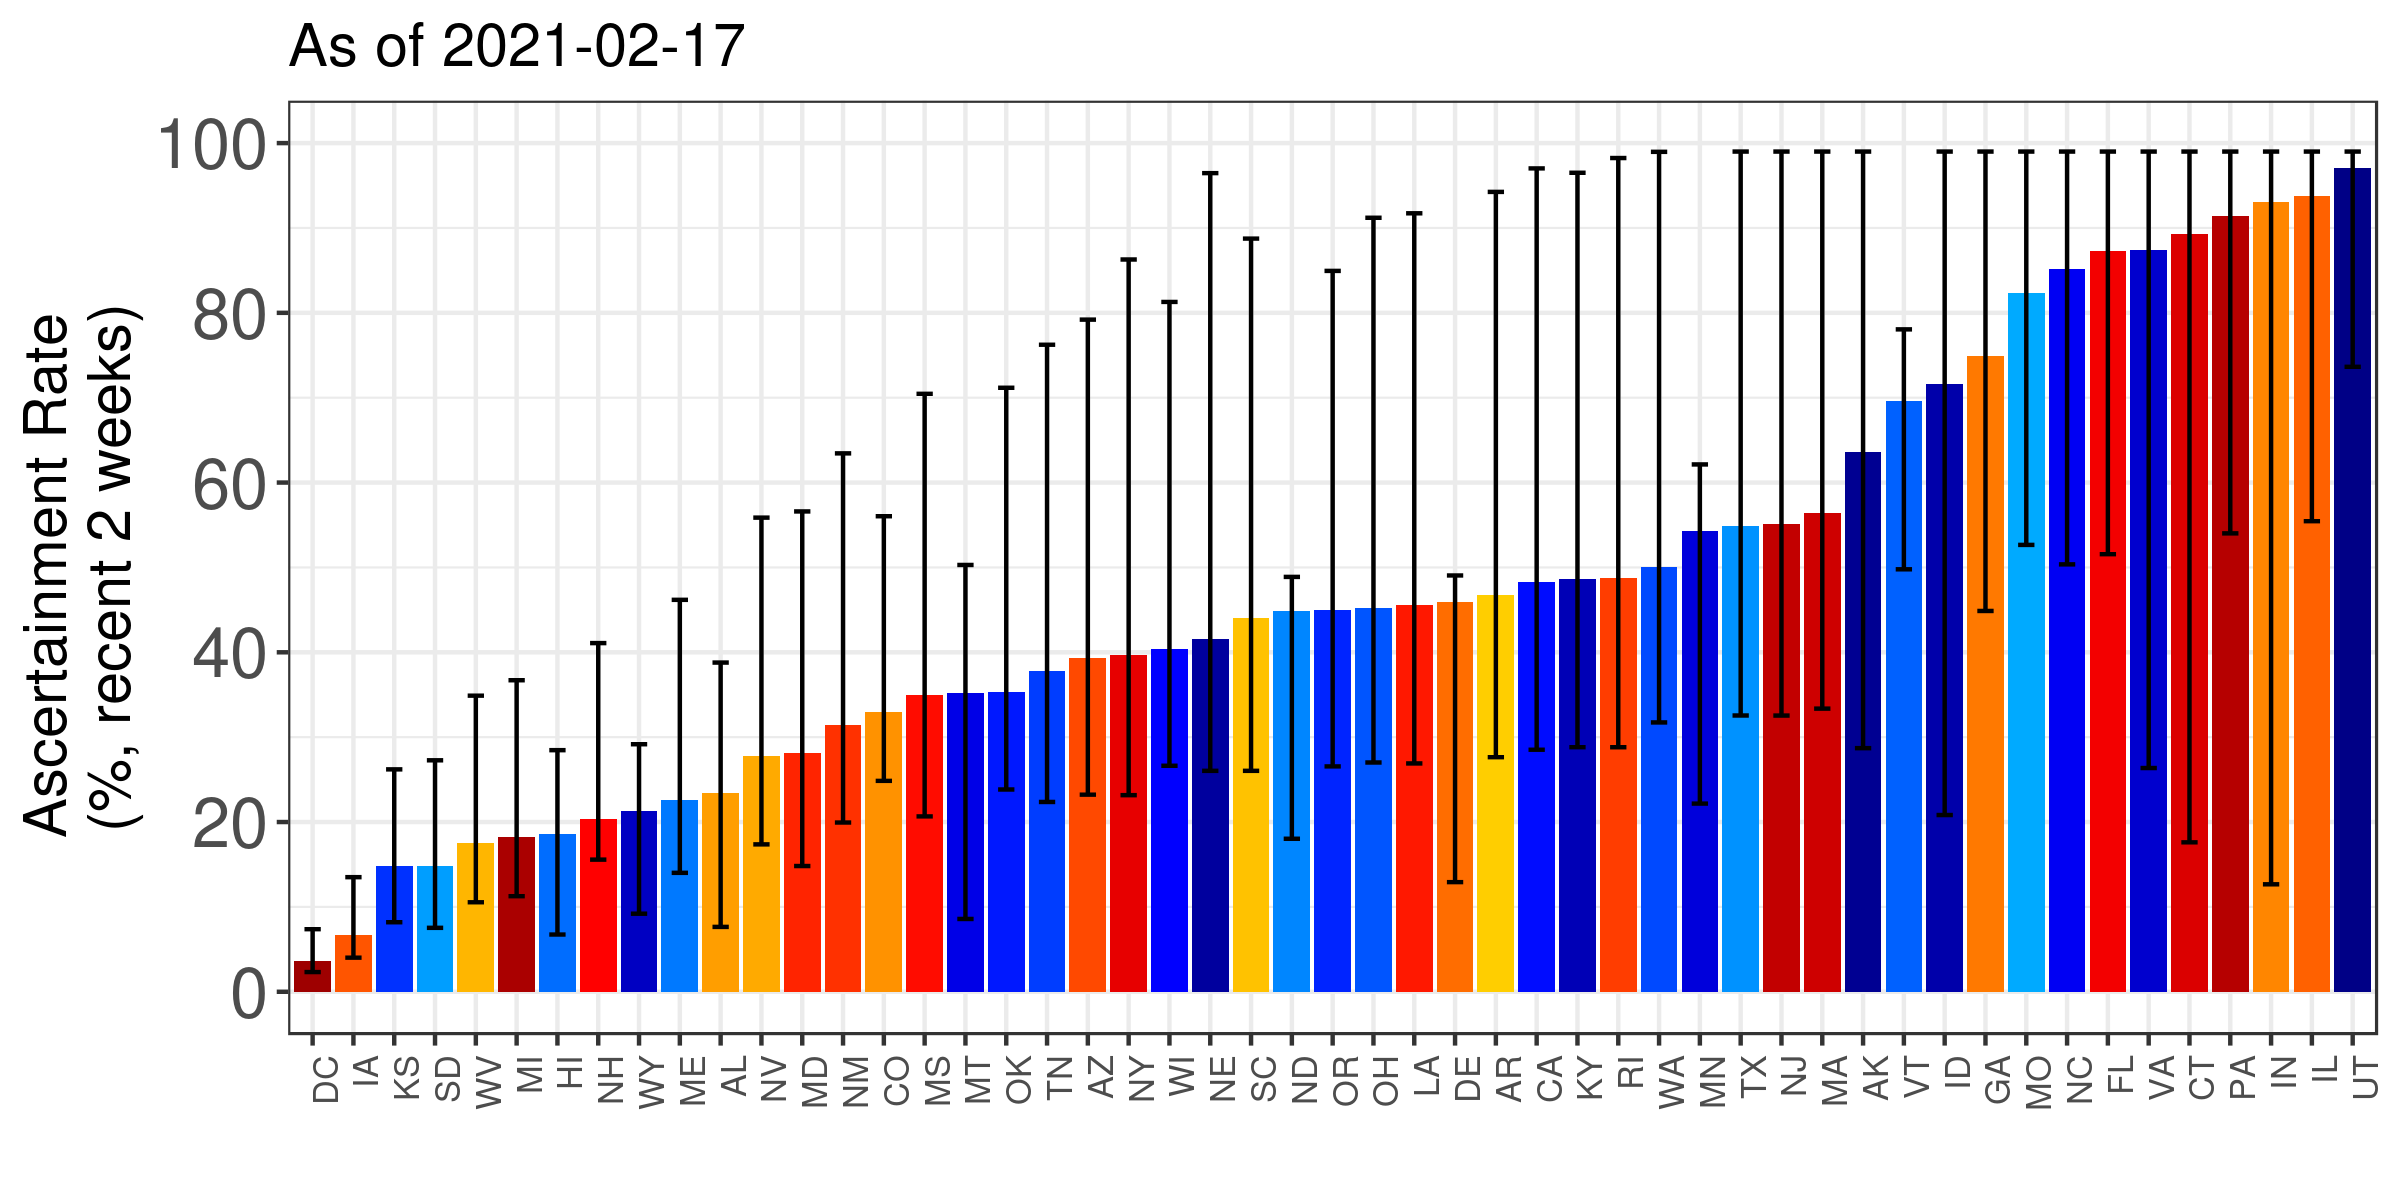 As of 2021-02-17
Ascertainment Rate
(%, recent 2 weeks)
100
80
60
40
20
0
DC IA KS SD WV MI HI NH WY ME AL NV MD NM CO MS MT OK TN AZ NY WI NE SC ND OR OH LA DE AR CA KY RI WA MN TX NJ MA AK VT ID GA MO NC FL VA CT PA IN IL UT